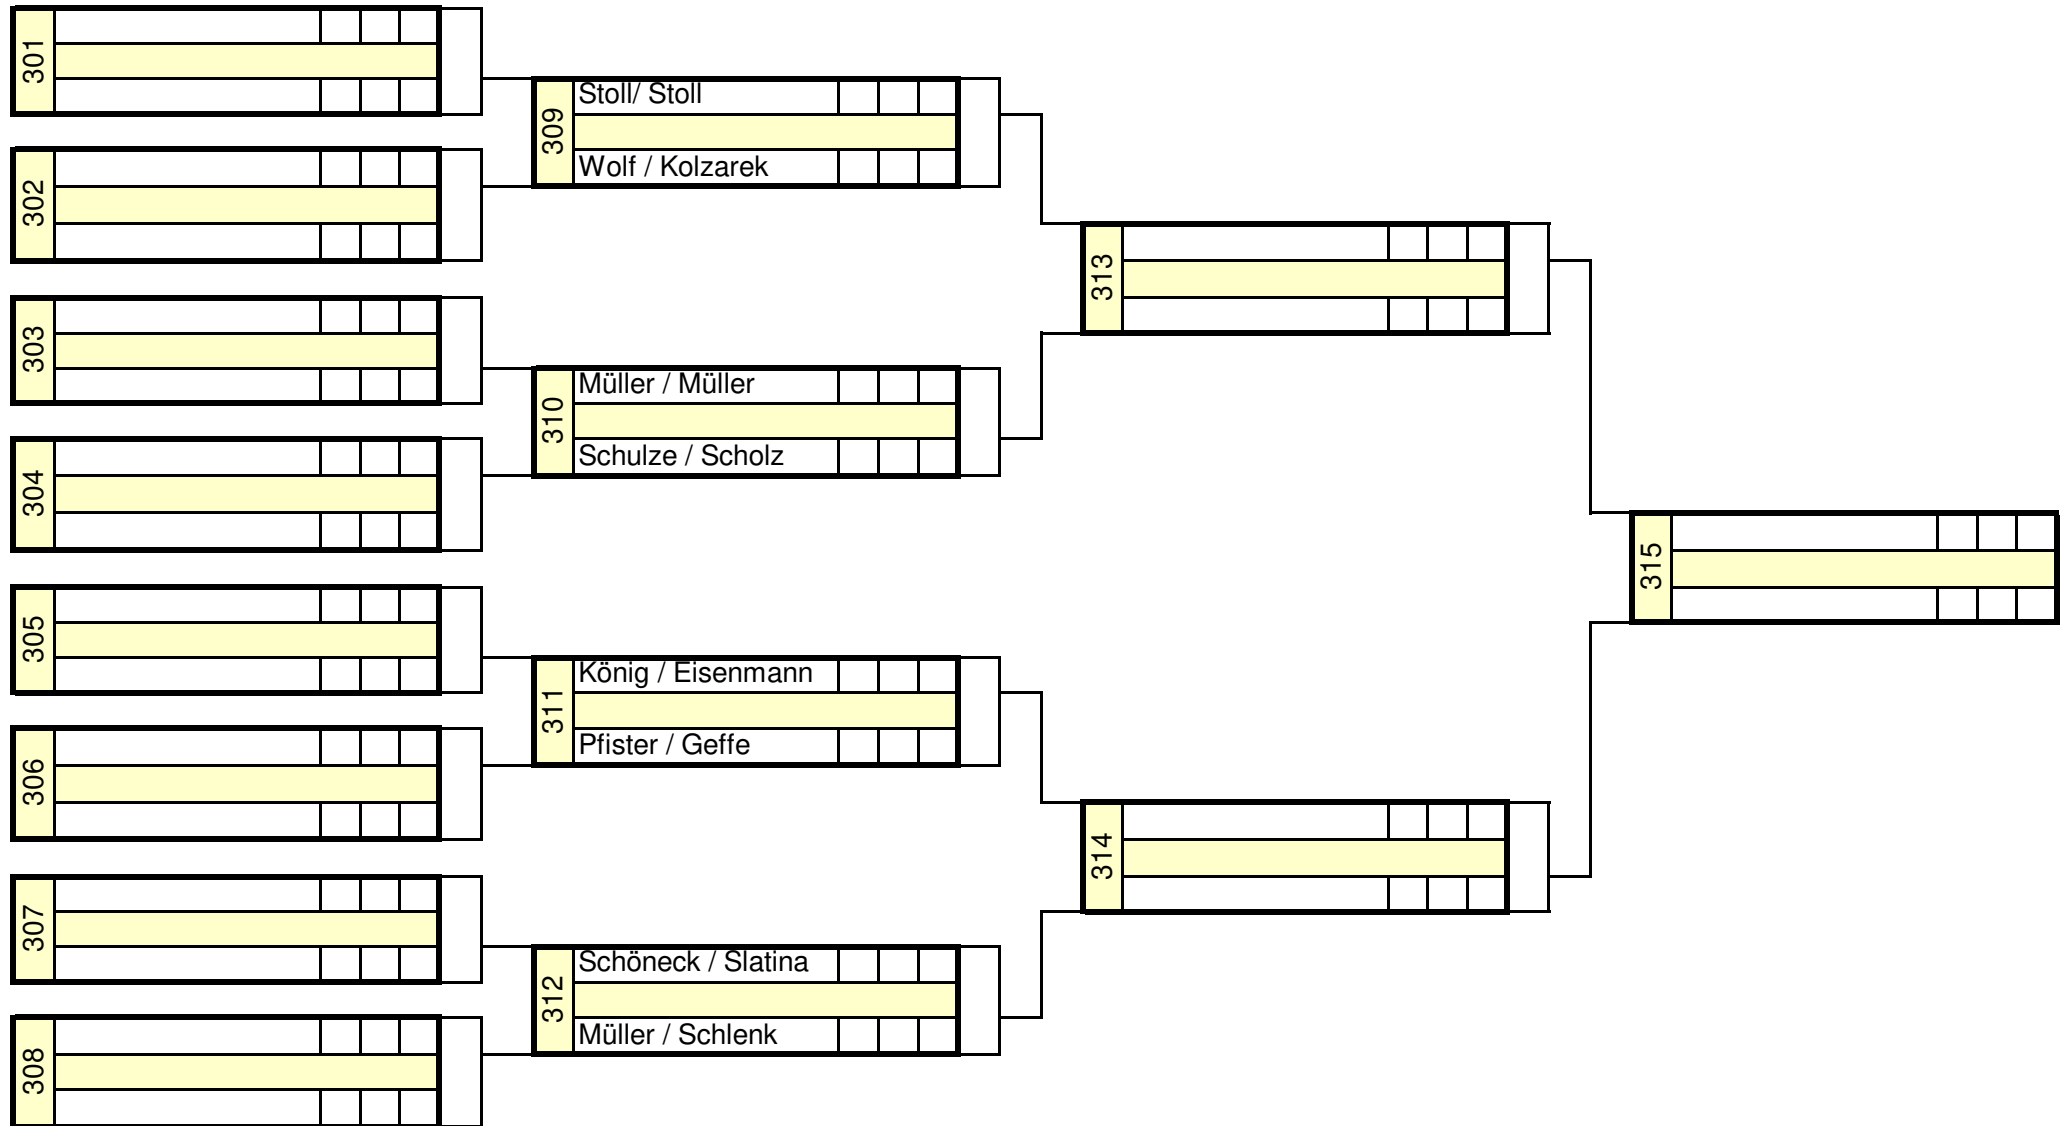 301
302
303
304
305
306
307
308
309
Stoll/ Stoll
Wolf / Kolzarek
310
Müller / Müller
Schulze / Scholz
311
König / Eisenmann
Pfister / Geffe
312
Schöneck / Slatina
Müller / Schlenk
313
314
315